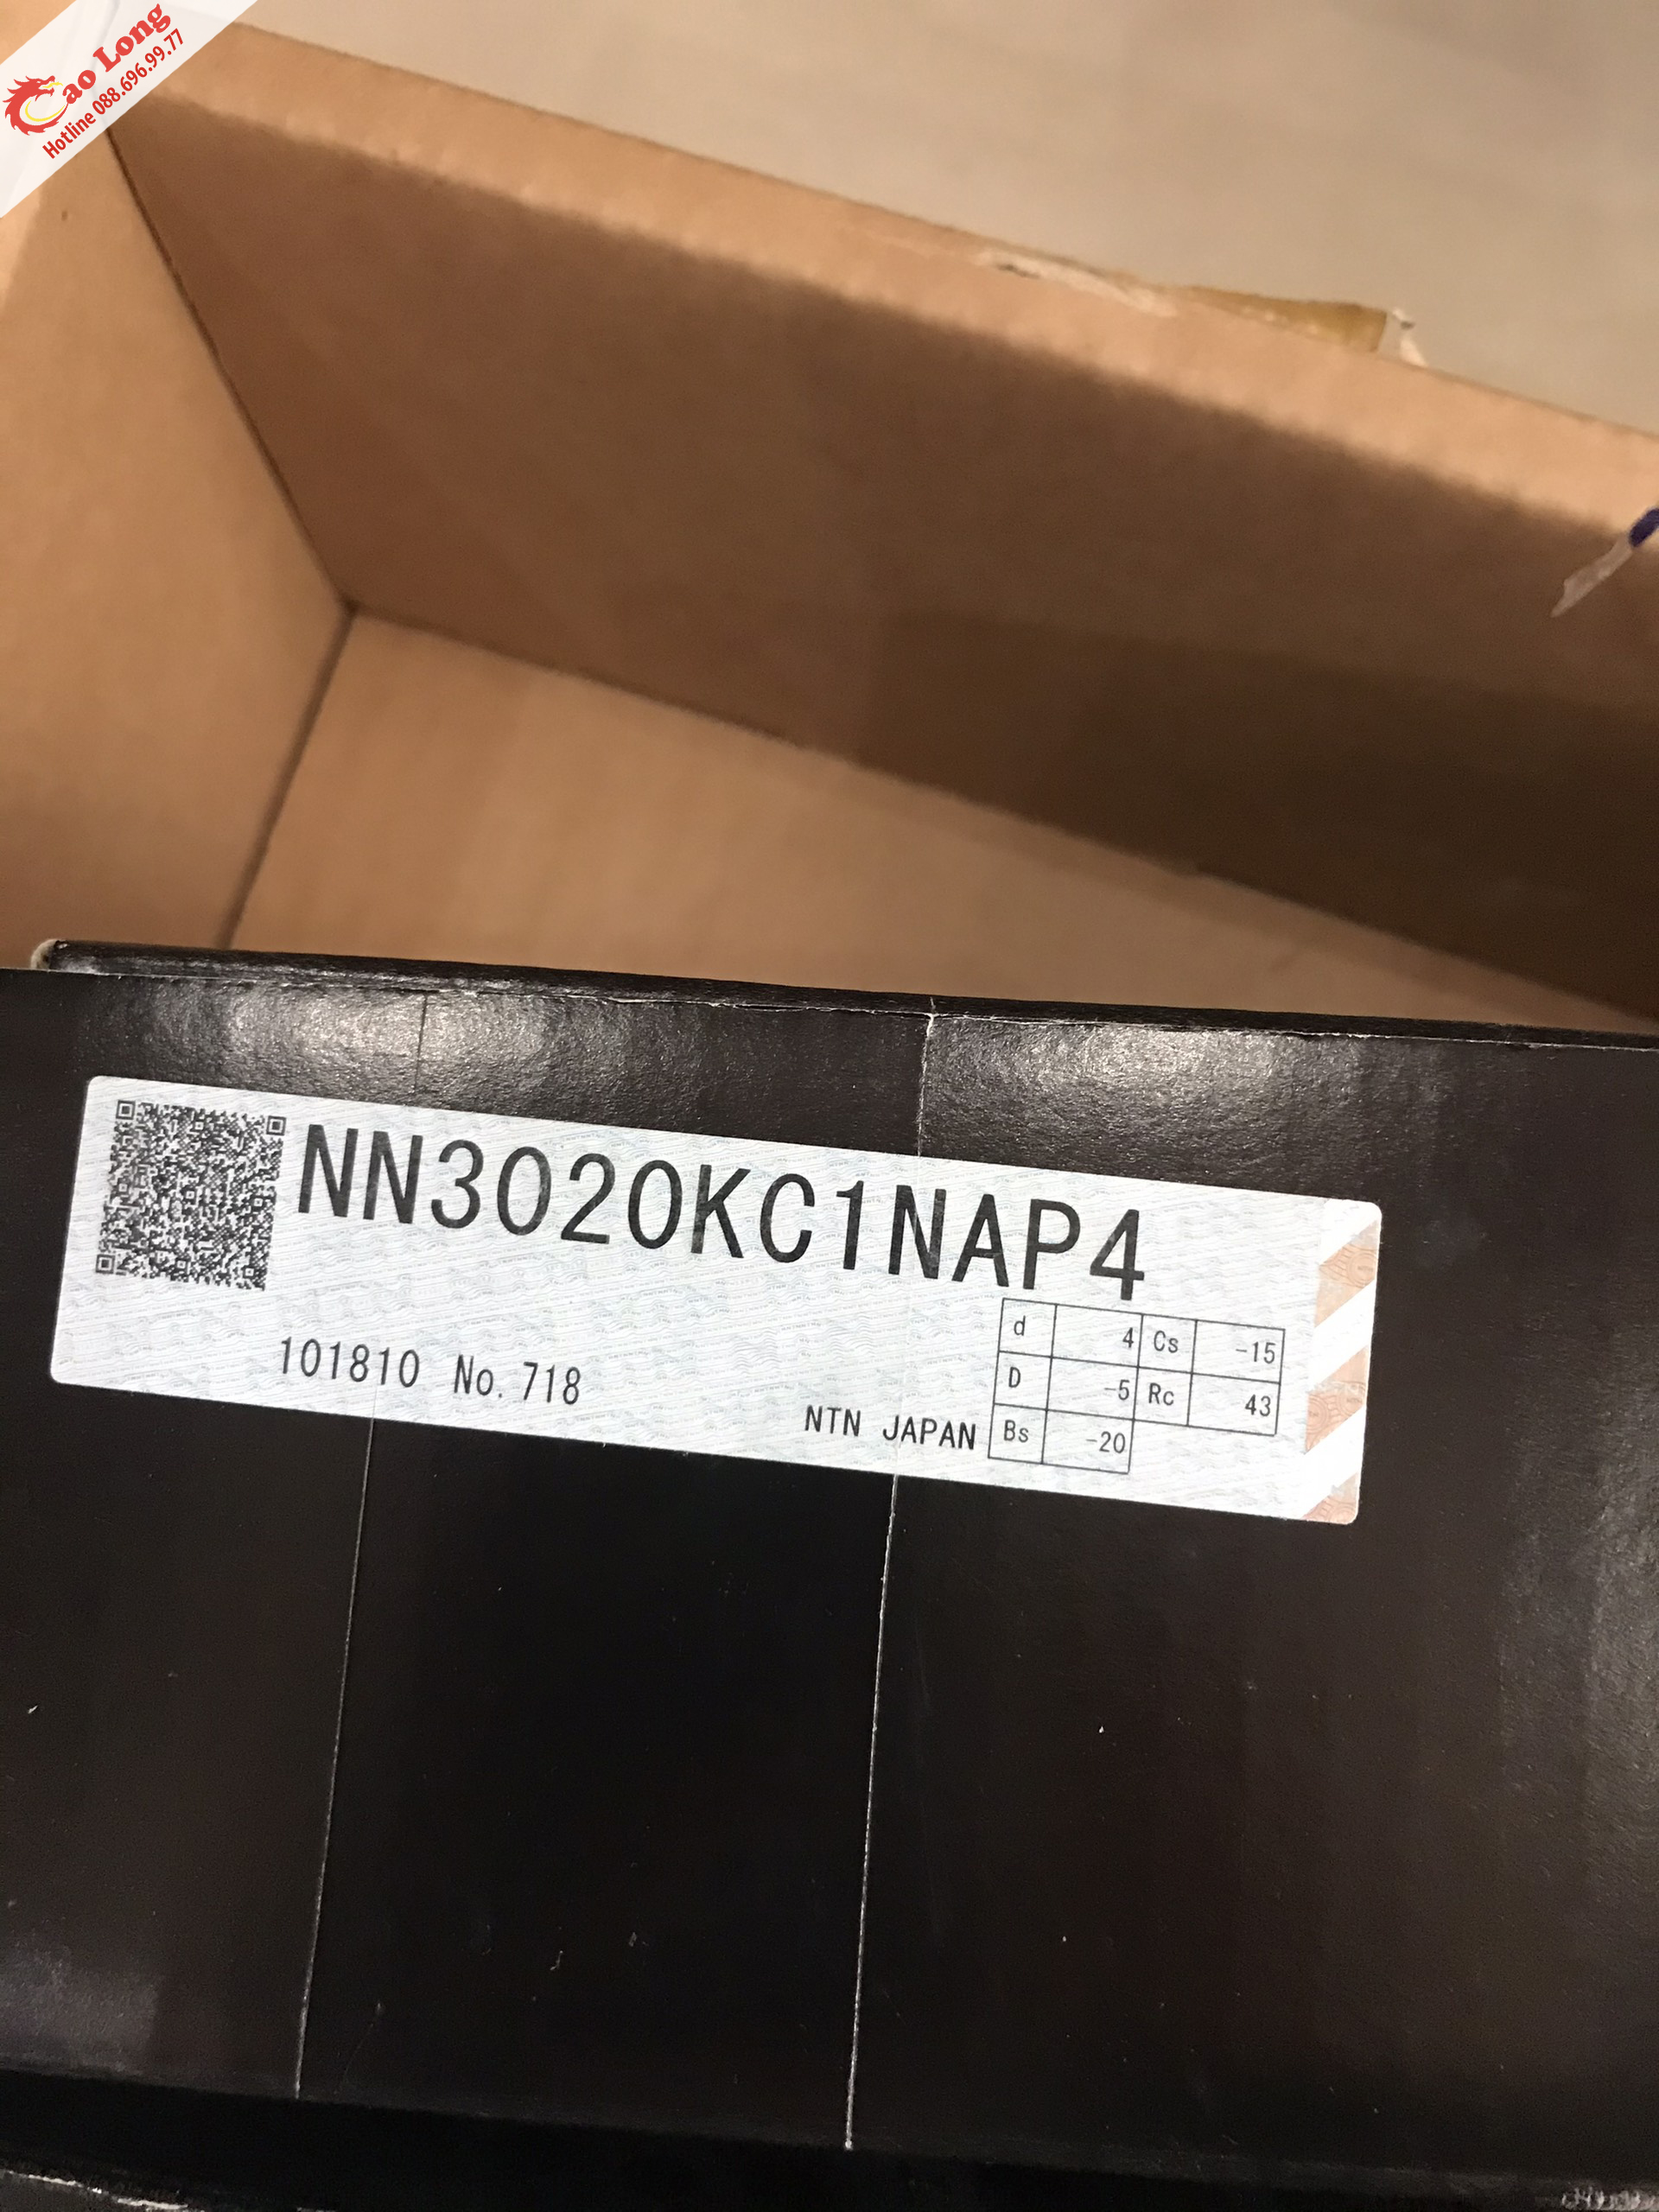 Cao Long
Hotline 088.696.99.77
NN3020KC1NAP4
d 4 Cs -15
D -5 Rc 43
Bs -20
101810 No. 718
NTN JAPAN